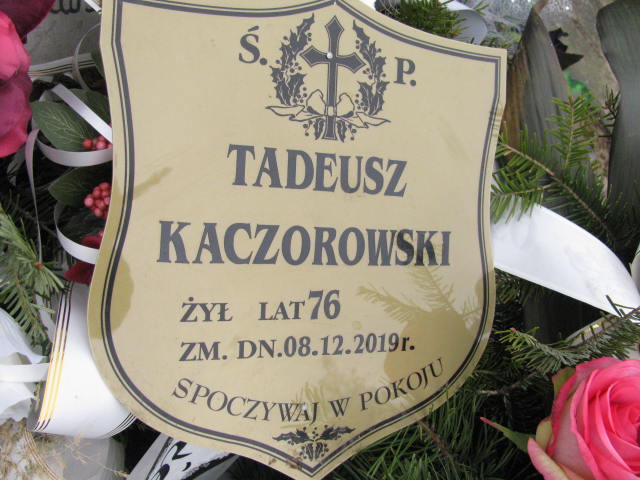 Ś. P.
TADEUSZ
KACZOROWSKI
ŻYŁ LAT 76
ZM. DN. 08.12.2019 r.
SPOCZYWAJ W POKOJU